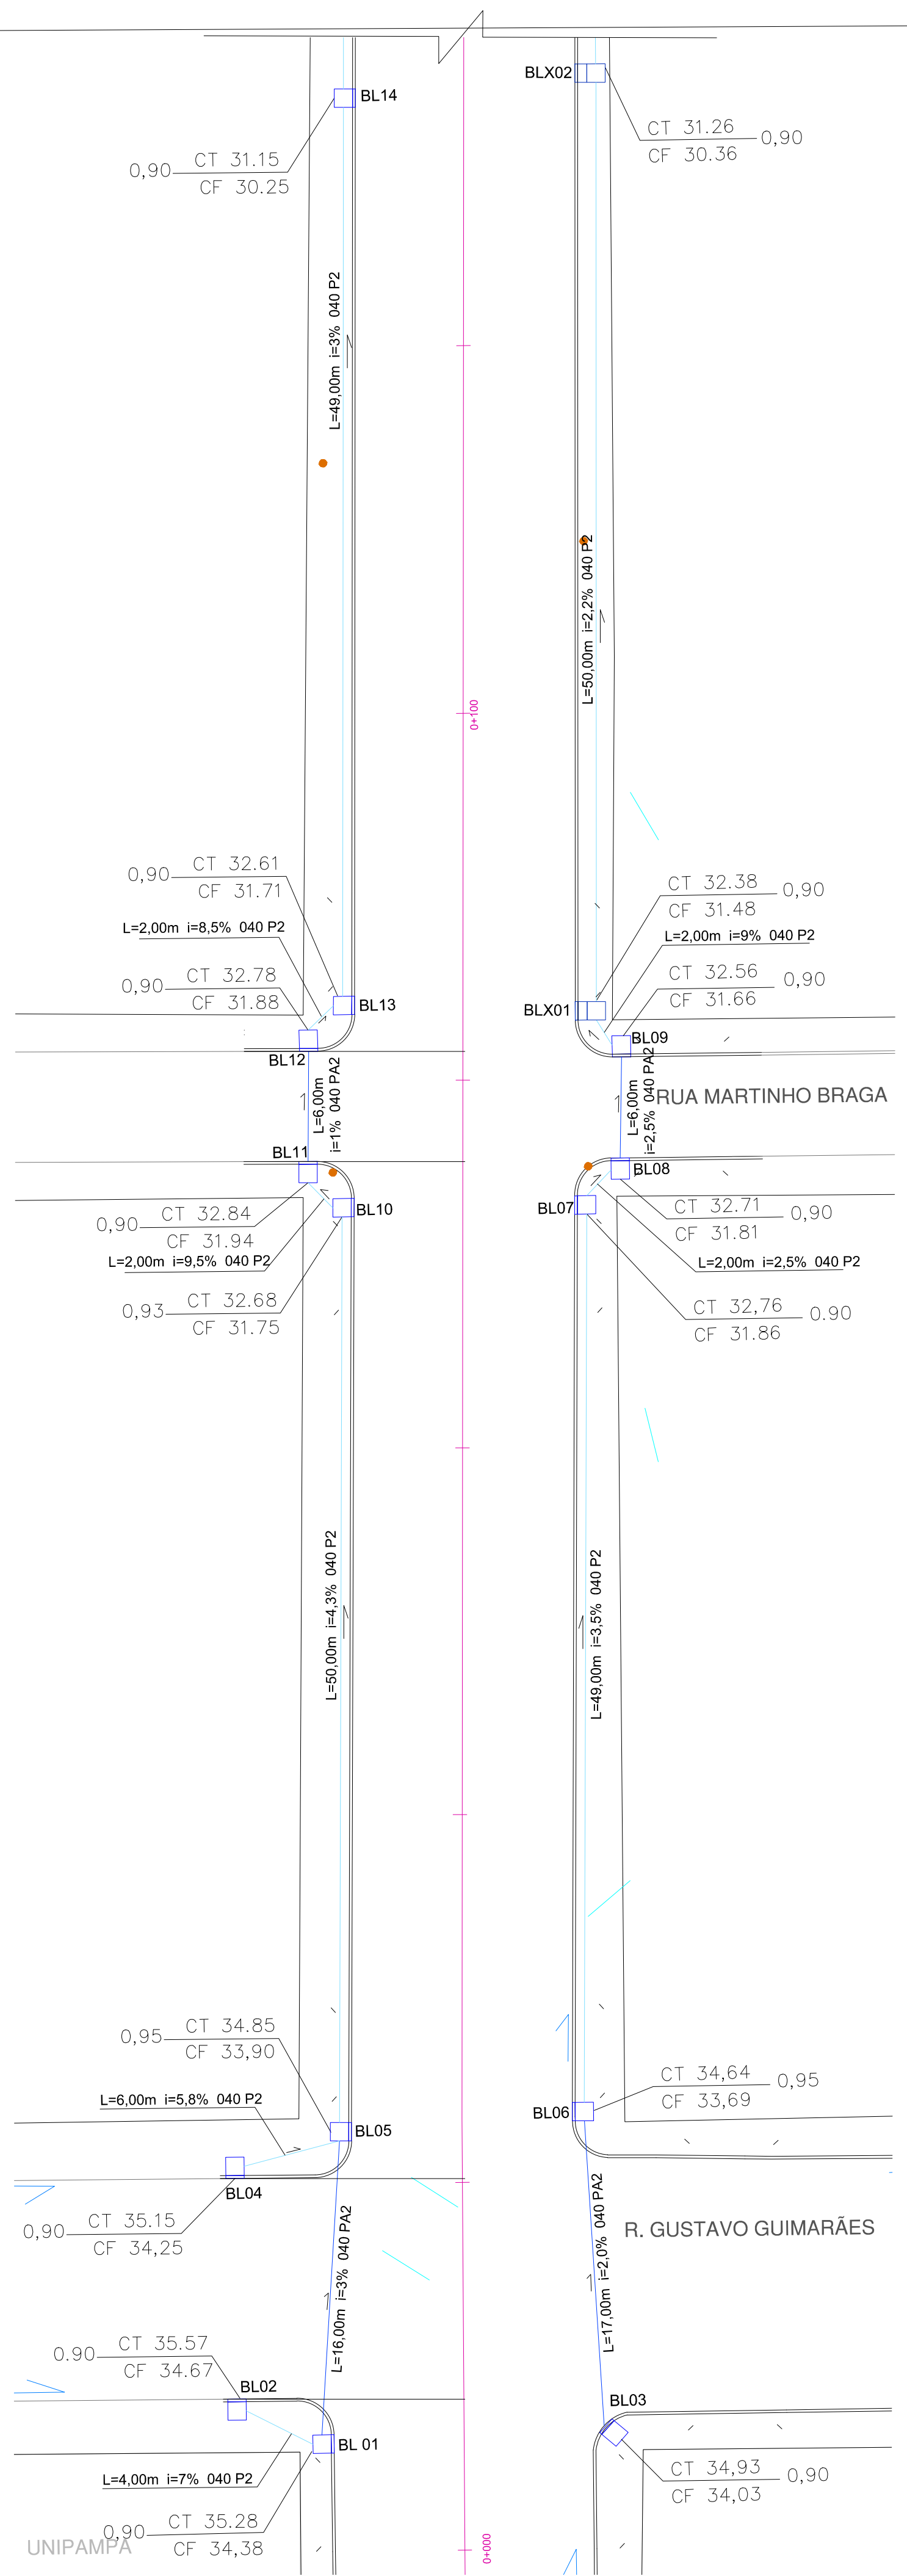 BLX02
BL14
CT 31.26
0,90
CF 30.36
CT 31.15
0,90
CF 30.25
L=49,00m i=3% 040 P2
L=50,00m i=2,2% 040 P2
0+100
CT 32.61
0,90
CF 31.71
CT 32.38
0,90
CF 31.48
L=2,00m i=8,5% 040 P2
L=2,00m i=9% 040 P2
CT 32.78
0,90
CF 31.88
CT 32.56
0,90
CF 31.66
BL13
BLX01
BL12
BL09
L=6,00m
i=1% 040 PA2
L=6,00m
i=2,5% 040 PA2
RUA MARTINHO BRAGA
BL11
BL08
BL10
BL07
CT 32.84
0,90
CF 31.94
CT 32.71
0,90
CF 31.81
L=2,00m i=9,5% 040 P2
L=2,00m i=2,5% 040 P2
CT 32.68
0,93
CF 31.75
CT 32,76
0.90
CF 31.86
L=50,00m i=4,3% 040 P2
L=49,00m i=3,5% 040 P2
CT 34.85
0,95
CF 33,90
CT 34,64
0,95
CF 33,69
L=6,00m i=5,8% 040 P2
BL05
BL06
BL04
CT 35.15
0,90
CF 34,25
L=16,00m i=3% 040 PA2
L=17,00m i=2,0% 040 PA2
R. GUSTAVO GUIMARÃES
CT 35.57
0.90
CF 34.67
BL02
BL03
BL 01
CT 34,93
0,90
CF 34,03
L=4,00m i=7% 040 P2
CT 35.28
0,90
CF 34,38
UNIPAMPA
0+000